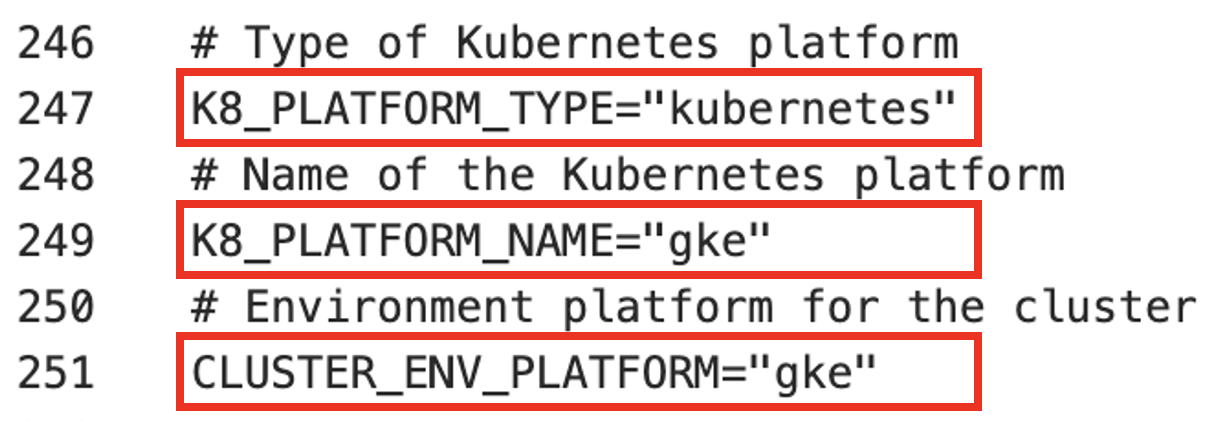 246 # Type of Kubernetes platform
247 K8_PLATFORM_TYPE="kubernetes"
248 # Name of the Kubernetes platform
249 K8_PLATFORM_NAME="gke"
250 # Environment platform for the cluster
251 CLUSTER_ENV_PLATFORM="gke"